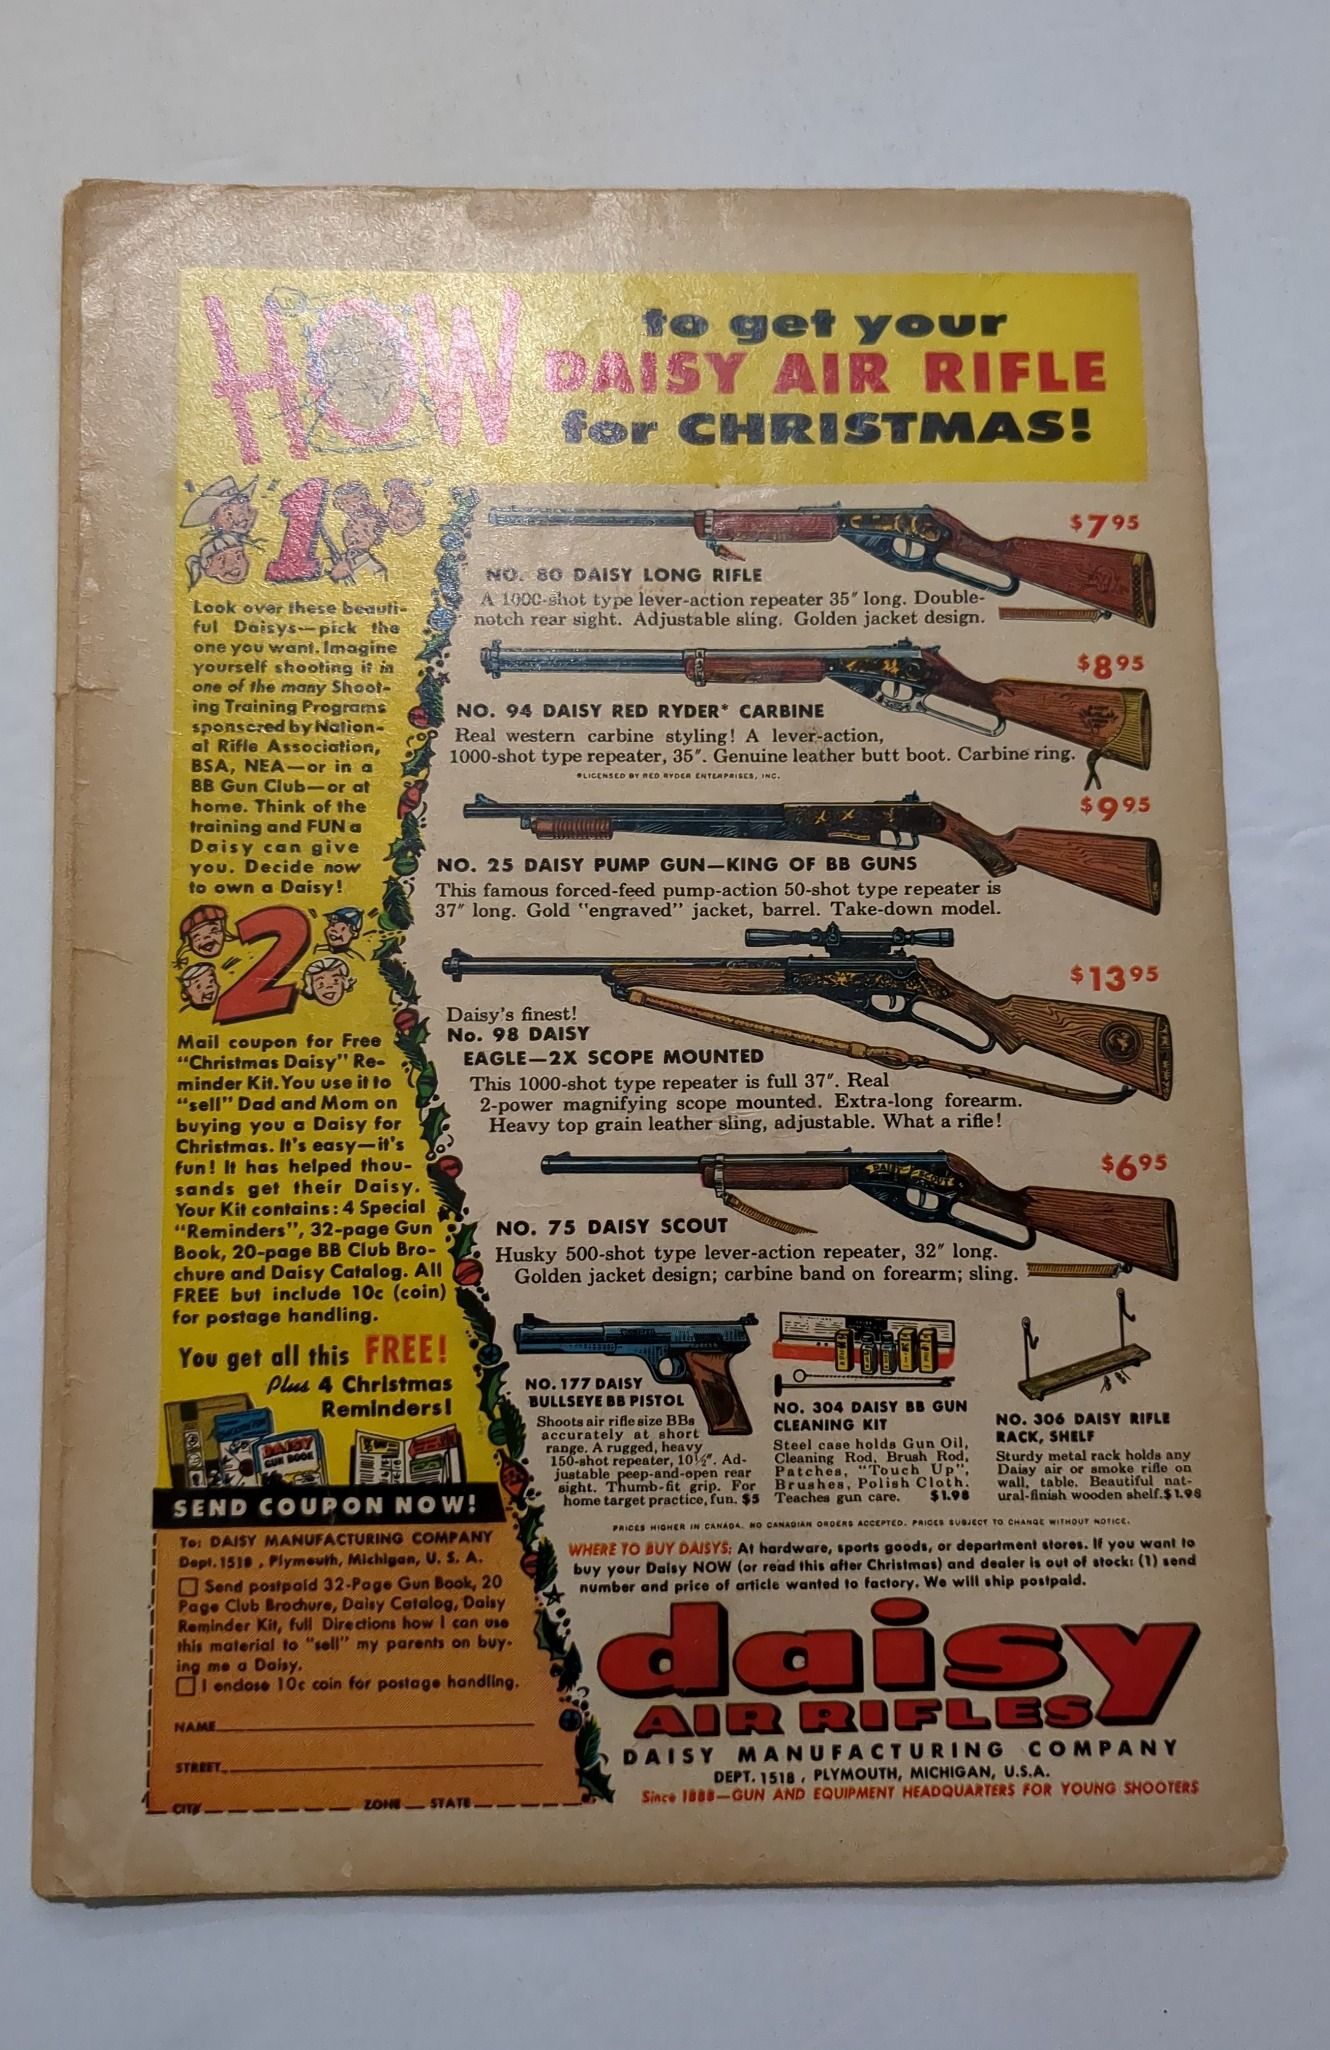 HOW
to get your
DAISY AIR RIFLE
for CHRISTMAS!
1
Look over these beauti-
ful Daisys—pick the
one you want. Imagine
yourself shooting it in
one of the many Shoot-
ing Training Programs
sponsored by Nation-
al Rifle Association,
BSA, NEA—or in a
BB Gun Club—or at
home. Think of the
training and FUN a
Daisy can give
you. Decide now
to own a Daisy!
2
Mail coupon for Free
“Christmas Daisy” Re-
minder Kit. You use it to
“sell” Dad and Mom on
buying you a Daisy for
Christmas. It's easy—it's
fun! It has helped thou-
sands get their Daisy.
Your Kit contains: 4 Special
“Reminders”, 32-page Gun
Book, 20-page BB Club Bro-
chure and Daisy Catalog. All
FREE but include 10c (coin)
for postage handling.
You get all this FREE!
Plus 4 Christmas
Reminders!
DAISY
GUN BOOK
SEND COUPON NOW!
To: DAISY MANUFACTURING COMPANY
Dept. 1518 , Plymouth, Michigan, U. S. A.
Send postpaid 32-Page Gun Book, 20
Page Club Brochure, Daisy Catalog, Daisy
Reminder Kit, full Directions how I can use
this material to “sell” my parents on buy-
ing me a Daisy.
I enclose 10c coin for postage handling.
NAME
STREET
CITY ZONE STATE
$7.95
NO. 80 DAISY LONG RIFLE
A 1000-shot type lever-action repeater 35″ long. Double-
notch rear sight. Adjustable sling. Golden jacket design.
$8.95
NO. 94 DAISY RED RYDER* CARBINE
Real western carbine styling! A lever-action,
1000-shot type repeater, 35″. Genuine leather butt boot. Carbine ring.
*LICENSED BY RED RYDER ENTERPRISES, INC.
$9.95
NO. 25 DAISY PUMP GUN—KING OF BB GUNS
This famous forced-feed pump-action 50-shot type repeater is
37″ long. Gold “engraved” jacket, barrel. Take-down model.
$13.95
Daisy's finest!
No. 98 DAISY
EAGLE—2X SCOPE MOUNTED
This 1000-shot type repeater is full 37″. Real
2-power magnifying scope mounted. Extra-long forearm.
Heavy top grain leather sling, adjustable. What a rifle!
DAISY SCOUT
$6.95
NO. 75 DAISY SCOUT
Husky 500-shot type lever-action repeater, 32″ long.
Golden jacket design; carbine band on forearm; sling.
NO. 177 DAISY
BULLSEYE BB PISTOL
Shoots air rifle size BBs
accurately at short
range. A rugged, heavy
150-shot repeater, 10½″. Ad-
justable peep-and-open rear
sight. Thumb-fit grip. For
home target practice, fun. $5
NO. 304 DAISY BB GUN
CLEANING KIT
Steel case holds Gun Oil,
Cleaning Rod, Brush Rod,
Patches, “Touch Up”,
Brushes, Polish Cloth.
Teaches gun care. $1.98
NO. 306 DAISY RIFLE
RACK, SHELF
Sturdy metal rack holds any
Daisy air or smoke rifle on
wall, table. Beautiful nat-
ural-finish wooden shelf. $1.98
PRICES HIGHER IN CANADA. NO CANADIAN ORDERS ACCEPTED. PRICES SUBJECT TO CHANGE WITHOUT NOTICE.
WHERE TO BUY DAISYS: At hardware, sports goods, or department stores. If you want to
buy your Daisy NOW (or read this after Christmas) and dealer is out of stock: (1) send
number and price of article wanted to factory. We will ship postpaid.
daisy
AIR RIFLES
DAISY MANUFACTURING COMPANY
DEPT. 1518 , PLYMOUTH, MICHIGAN, U.S.A.
Since 1888—GUN AND EQUIPMENT HEADQUARTERS FOR YOUNG SHOOTERS